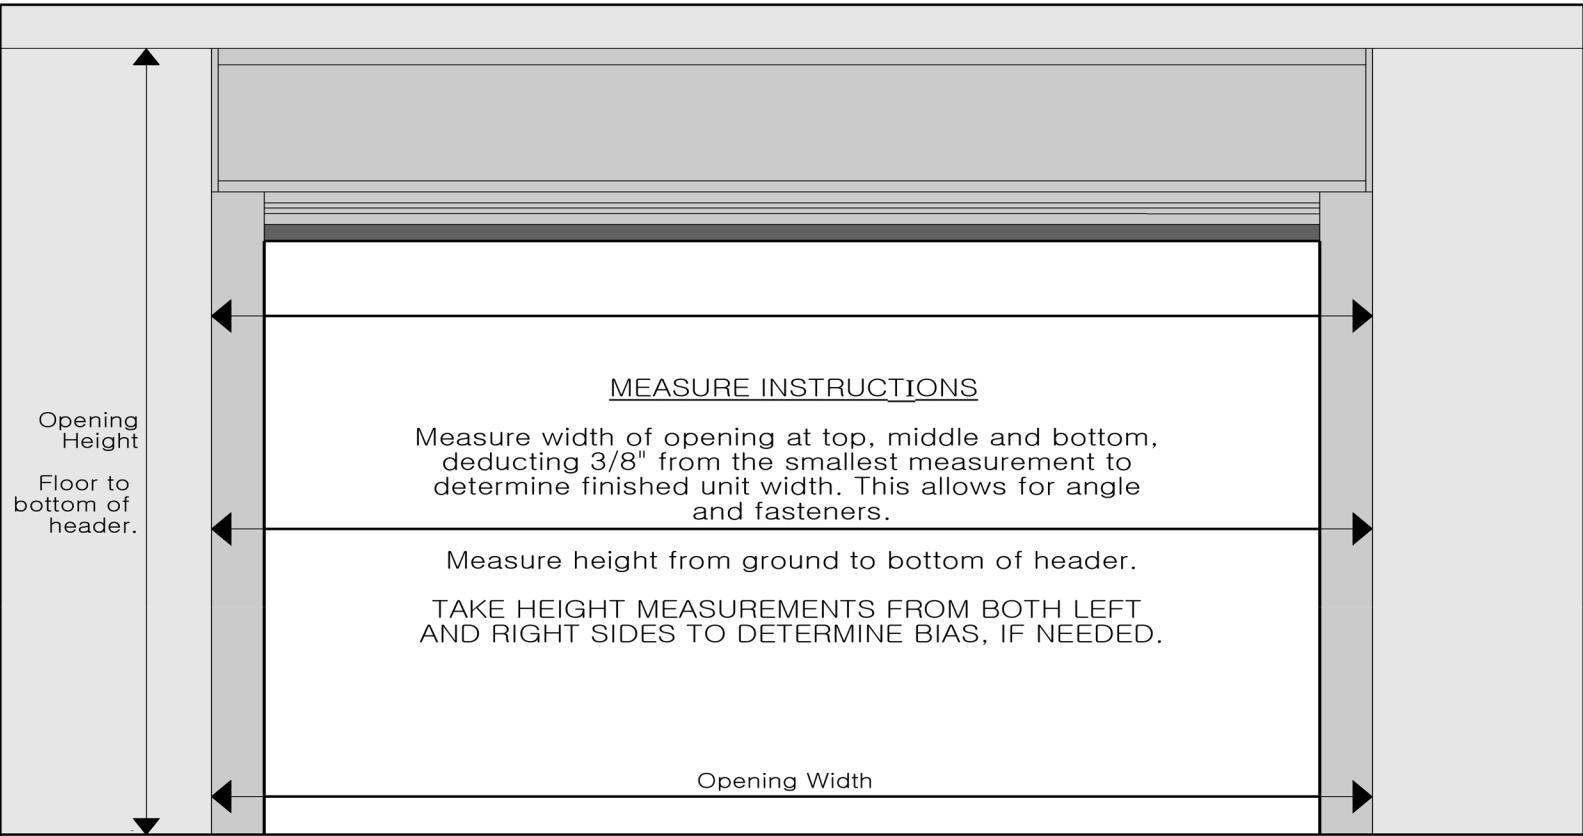 Opening
Height
Floor to
bottom of
header.
MEASURE INSTRUCTIONS
Measure width of opening at top, middle and bottom,
deducting 3/8" from the smallest measurement to
determine finished unit width. This allows for angle
and fasteners.
Measure height from ground to bottom of header.
TAKE HEIGHT MEASUREMENTS FROM BOTH LEFT
AND RIGHT SIDES TO DETERMINE BIAS, IF NEEDED.
Opening Width